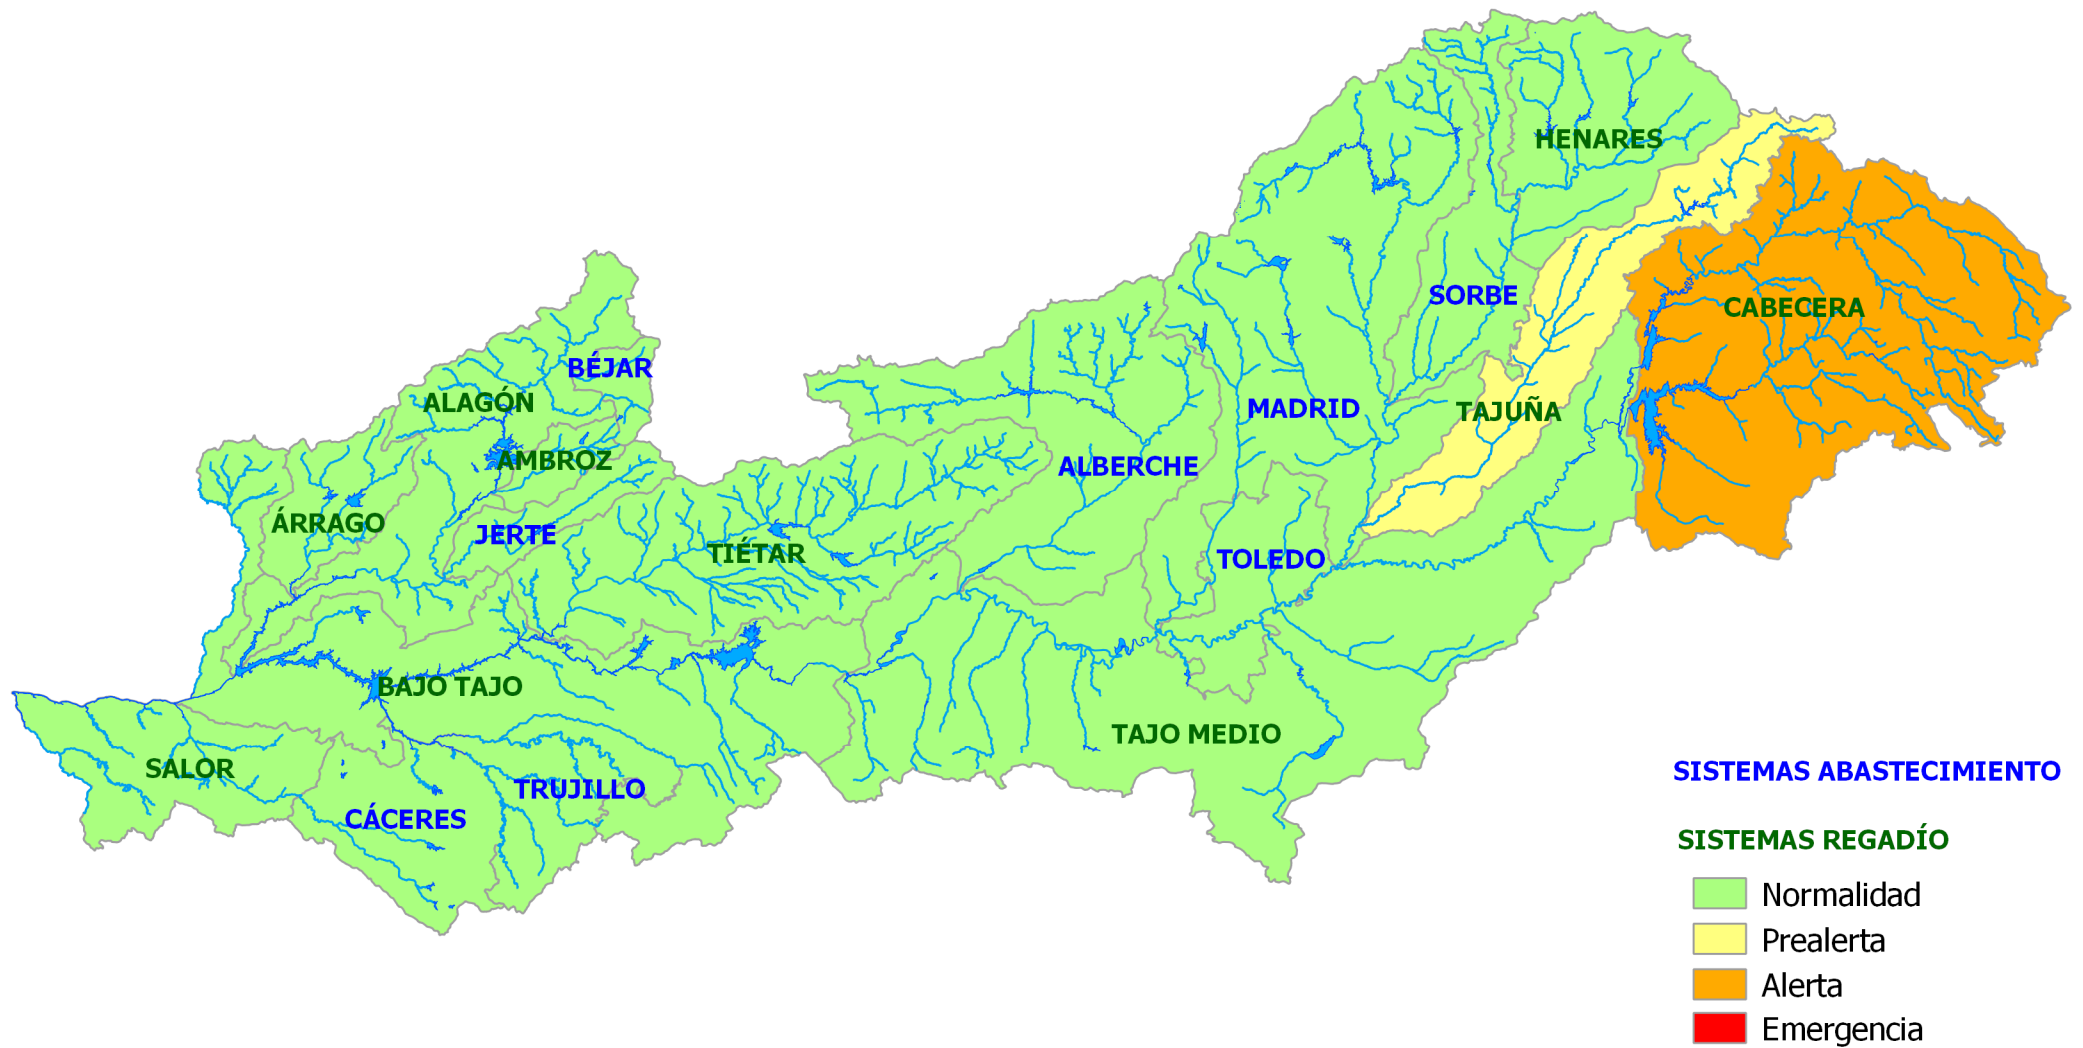 HENARES
SORBE
CABECERA
BÉJAR
ALAGÓN
MADRID
TAJUÑA
AMBROZ
ALBERCHE
ÁRRAGO
JERTE
TIÉTAR
TOLEDO
BAJO TAJO
TAJO MEDIO
SALOR
TRUJILLO
CÁCERES
SISTEMAS ABASTECIMIENTO
SISTEMAS REGADÍO
Normalidad
Prealerta
Alerta
Emergencia